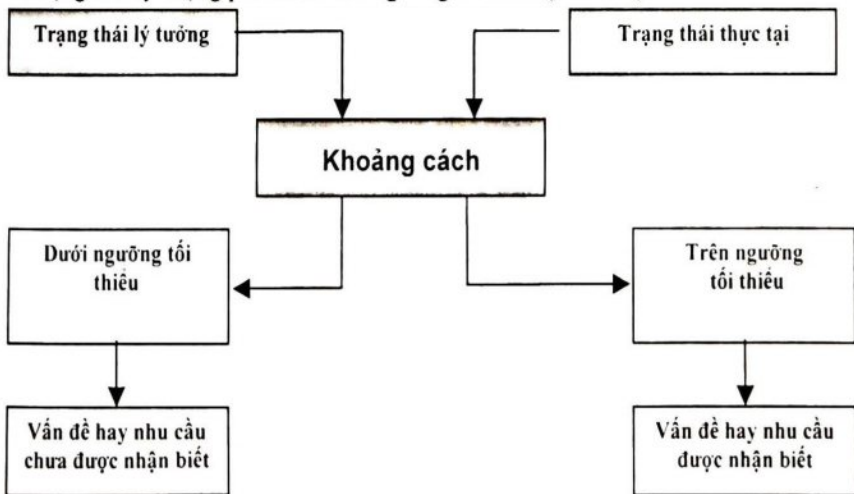 Trạng thái lý tưởng
Trạng thái thực tại
Khoảng cách
Dưới ngưỡng tối
thiểu
Trên ngưỡng
tối thiểu
Vấn đề hay nhu cầu
chưa được nhận biết
Vấn đề hay nhu cầu
được nhận biết